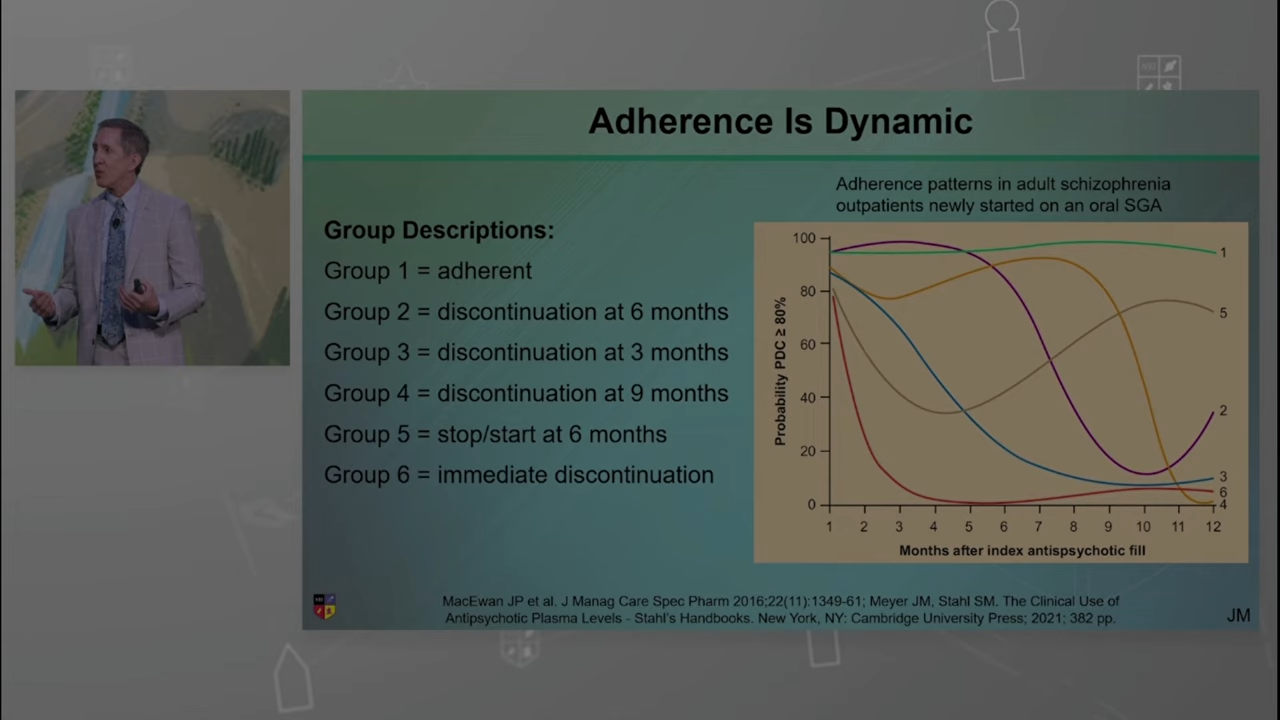 Adherence Is Dynamic
Adherence patterns in adult schizophrenia
outpatients newly started on an oral SGA
Group Descriptions:
Group 1 = adherent
Group 2 = discontinuation at 6 months
Group 3 = discontinuation at 3 months
Group 4 = discontinuation at 9 months
Group 5 = stop/start at 6 months
Group 6 = immediate discontinuation
Probability PDC ≥ 80%
100
80
60
40
20
0
1
5
2
3
6
4
1 2 3 4 5 6 7 8 9 10 11 12
Months after index antispychotic fill
MacEwan JP et al. J Manag Care Spec Pharm 2016;22(11):1349-61; Meyer JM, Stahl SM. The Clinical Use of
Antipsychotic Plasma Levels - Stahl's Handbooks. New York, NY: Cambridge University Press; 2021; 382 pp.
JM